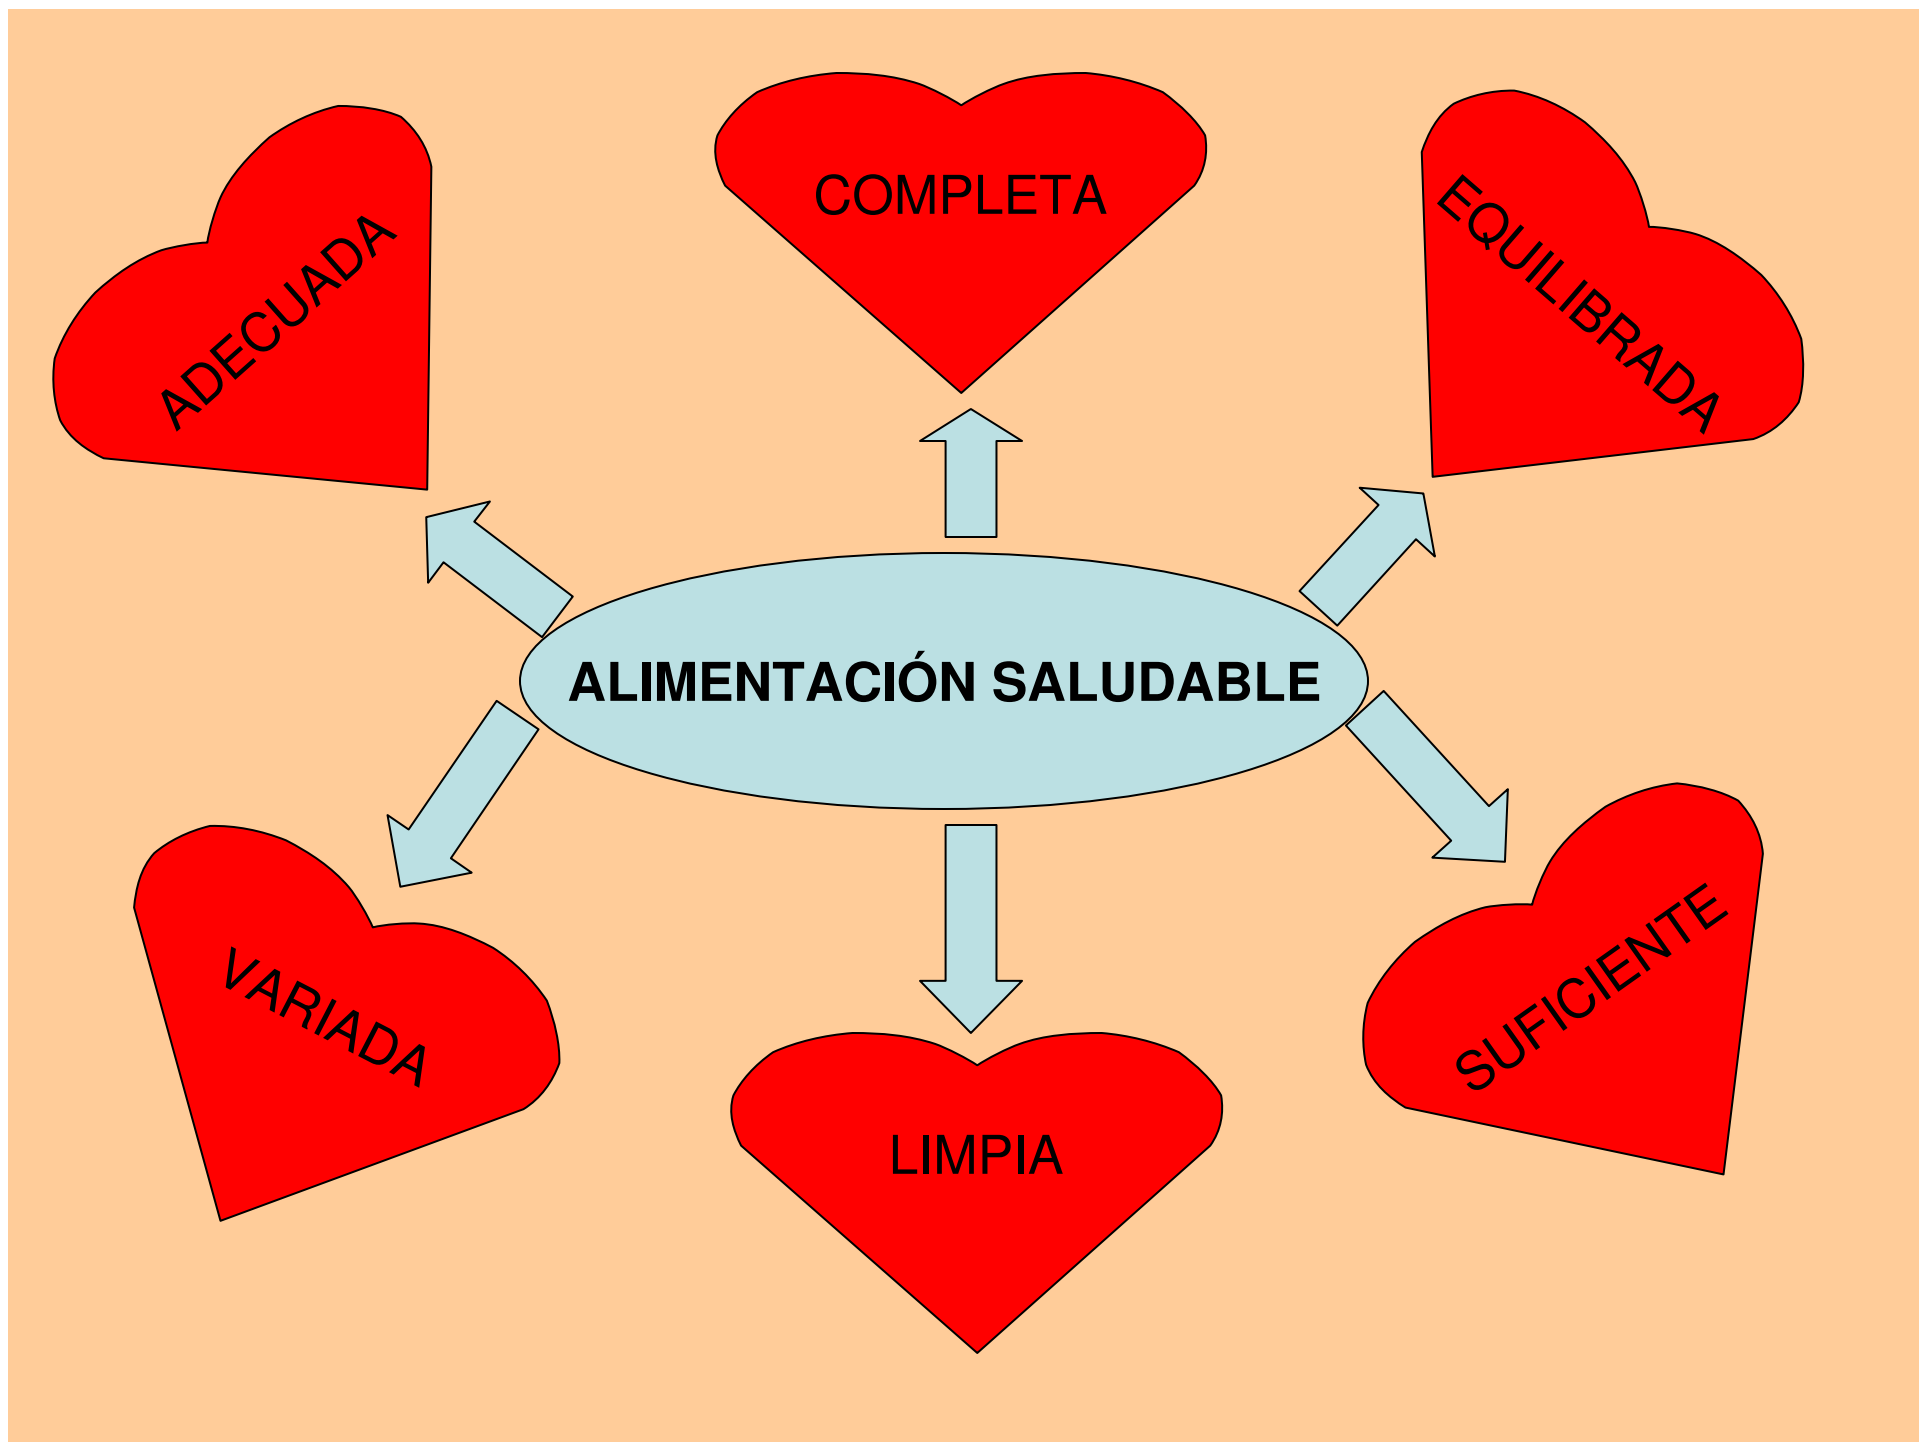 COMPLETA
ADECUADA
EQUILIBRADA
ALIMENTACIÓN SALUDABLE
VARIADA
SUFICIENTE
LIMPIA